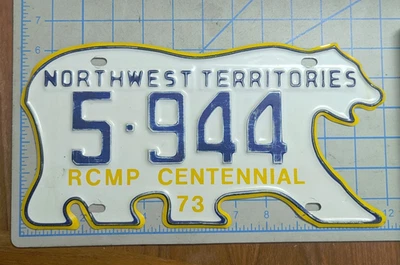 NORTHWEST TERRITORIES
5·944
RCMP CENTENNIAL
73